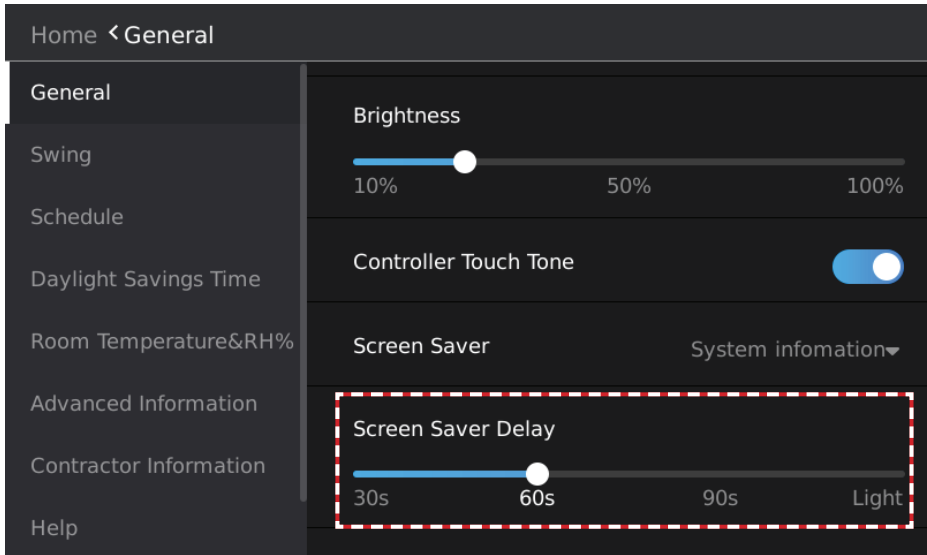 Home < General
General
Swing
Schedule
Daylight Savings Time
Room Temperature&RH%
Advanced Information
Contractor Information
Help
Brightness
10% 50% 100%
Controller Touch Tone
Screen Saver System infomation
Screen Saver Delay
30s 60s 90s Light